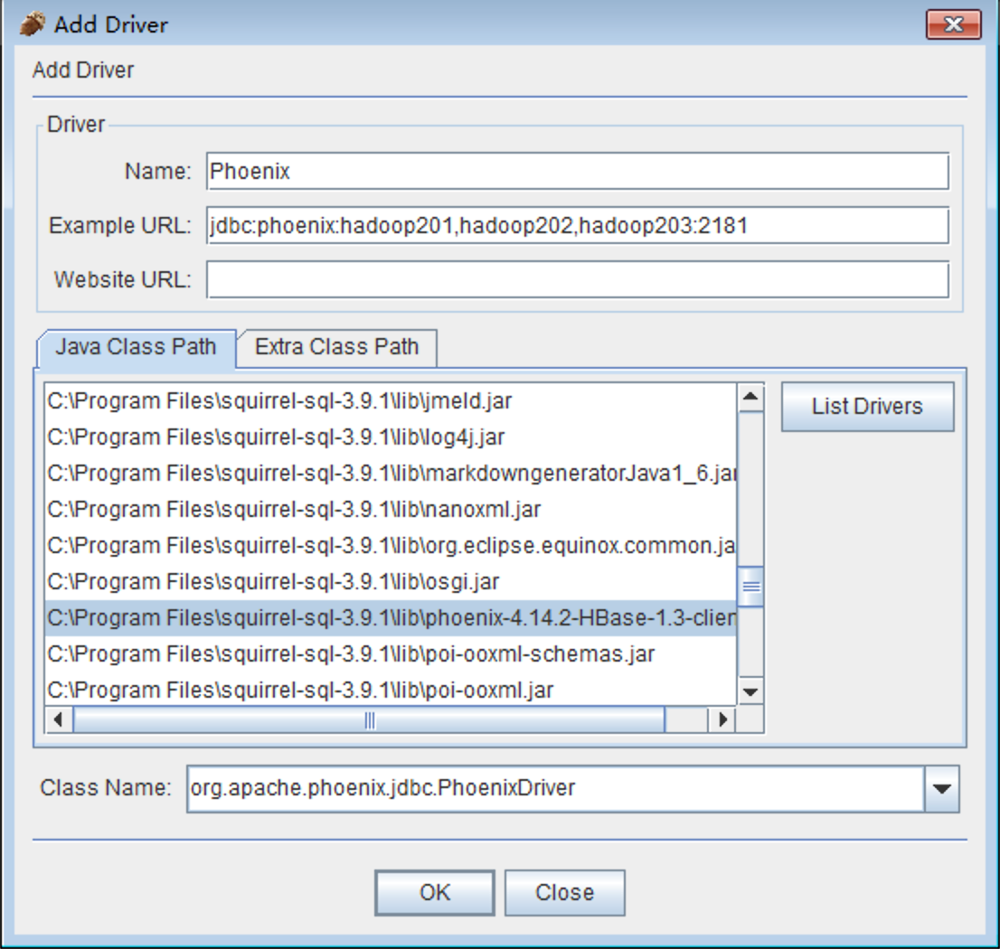 Add Driver
Add Driver
Driver
Name: Phoenix
Example URL: jdbc:phoenix:hadoop201,hadoop202,hadoop203:2181
Website URL:
Java Class Path Extra Class Path
C:\Program Files\squirrel-sql-3.9.1\lib\jmeld.jar
List Drivers
C:\Program Files\squirrel-sql-3.9.1\lib\log4j.jar
C:\Program Files\squirrel-sql-3.9.1\lib\markdowngeneratorJava1_6.jar
C:\Program Files\squirrel-sql-3.9.1\lib\nanoxml.jar
C:\Program Files\squirrel-sql-3.9.1\lib\org.eclipse.equinox.common.ja
C:\Program Files\squirrel-sql-3.9.1\lib\osgi.jar
C:\Program Files\squirrel-sql-3.9.1\lib\phoenix-4.14.2-HBase-1.3-clien
C:\Program Files\squirrel-sql-3.9.1\lib\poi-ooxml-schemas.jar
C:\Program Files\squirrel-sql-3.9.1\lib\poi-ooxml.jar
Class Name: org.apache.phoenix.jdbc.PhoenixDriver
OK Close